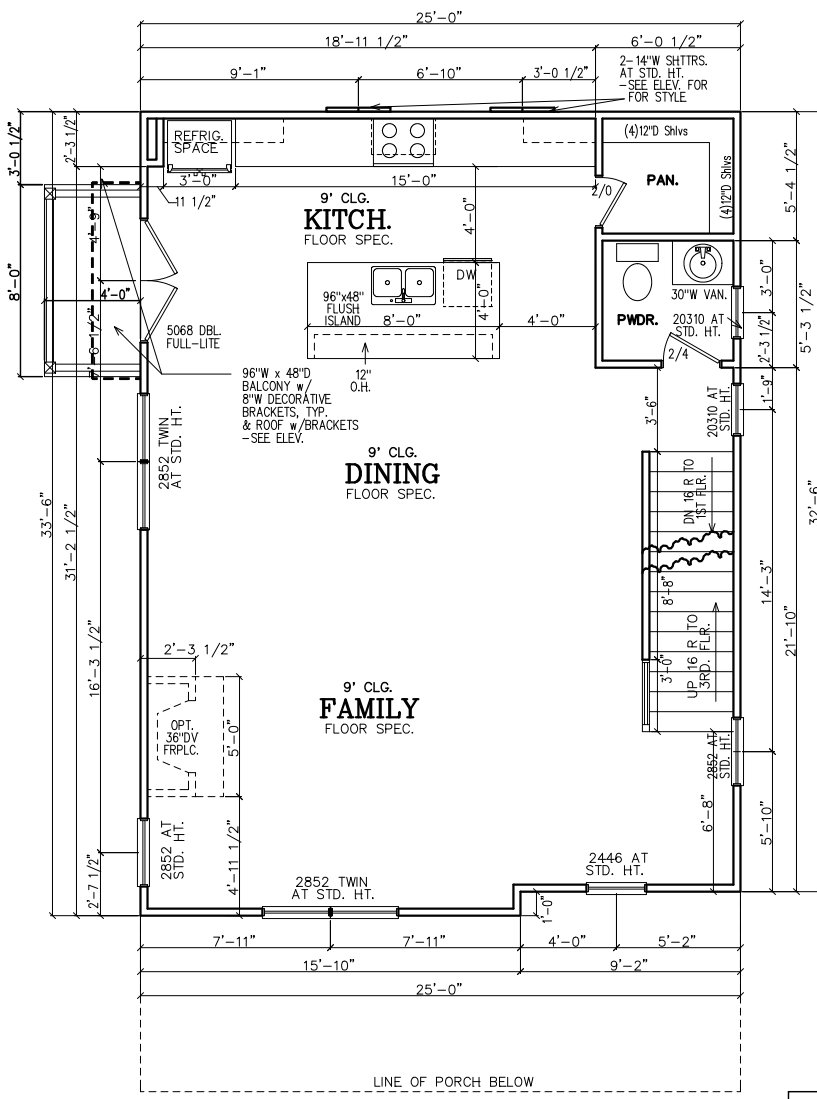 25'-0"
18'-11 1/2"
6'-0 1/2"
2-14"W SHTTRS.
AT STD. HT.
-SEE ELEV. FOR
FOR STYLE
9'-1"
6'-10"
3'-0 1/2"
3'-0 1/2"
2'-3 1/2"
REFRIG.
SPACE
(4)12"D Shlvs
(4)12"D Shlvs
PAN.
2/0
5'-4 1/2"
3'-0"
15'-0"
11 1/2"
9' CLG.
KITCH.
FLOOR SPEC.
4'-0"
4'-9"
8'-0"
4'-0"
6'-1/2"
5068 DBL.
FULL-LITE
96"x48"
FLUSH
ISLAND
DW
4'-0"
8'-0"
4'-0"
12"
O.H.
30"W VAN.
PWDR.
2/4
20310 AT
STD. HT.
3'-0"
2'-3 1/2"
5'-3 1/2"
96"W x 48"D
BALCONY w/
8"W DECORATIVE
BRACKETS, TYP.
& ROOF w/BRACKETS
-SEE ELEV.
3'-6"
20310 AT
STD. HT.
1'-9"
2852 TWIN
AT STD. HT.
9' CLG.
DINING
FLOOR SPEC.
DN 16 R TO
1ST FLR.
33'-6"
31'-2 1/2"
32'-6"
14'-3"
21'-10"
8'-8"
UP 16 R TO
3RD. FLR.
3'-0"
16'-3 1/2"
2'-3 1/2"
9' CLG.
FAMILY
FLOOR SPEC.
OPT.
36"DV
FRPLC.
5'-0"
2852 AT
STD. HT.
6'-8"
5'-10"
4'-11 1/2"
2852 AT
STD. HT.
2'-7 1/2"
2852 TWIN
AT STD. HT.
2446 AT
STD. HT.
1'-0"
7'-11"
7'-11"
4'-0"
5'-2"
15'-10"
9'-2"
25'-0"
LINE OF PORCH BELOW